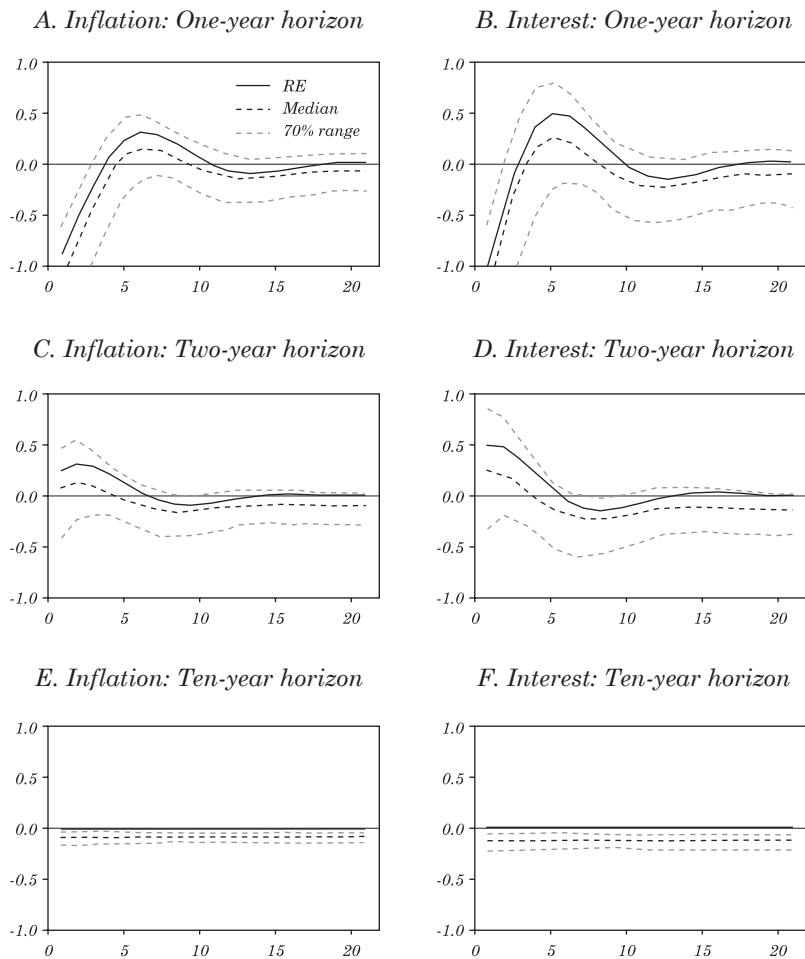 A. Inflation: One-year horizon
B. Interest: One-year horizon
1.0
0.5
0.0
-0.5
-1.0
RE
Median
70% range
0 5 10 15 20
1.0
0.5
0.0
-0.5
-1.0
0 5 10 15 20
C. Inflation: Two-year horizon
D. Interest: Two-year horizon
1.0
0.5
0.0
-0.5
-1.0
0 5 10 15 20
1.0
0.5
0.0
-0.5
-1.0
0 5 10 15 20
E. Inflation: Ten-year horizon
F. Interest: Ten-year horizon
1.0
0.5
0.0
-0.5
-1.0
0 5 10 15 20
1.0
0.5
0.0
-0.5
-1.0
0 5 10 15 20